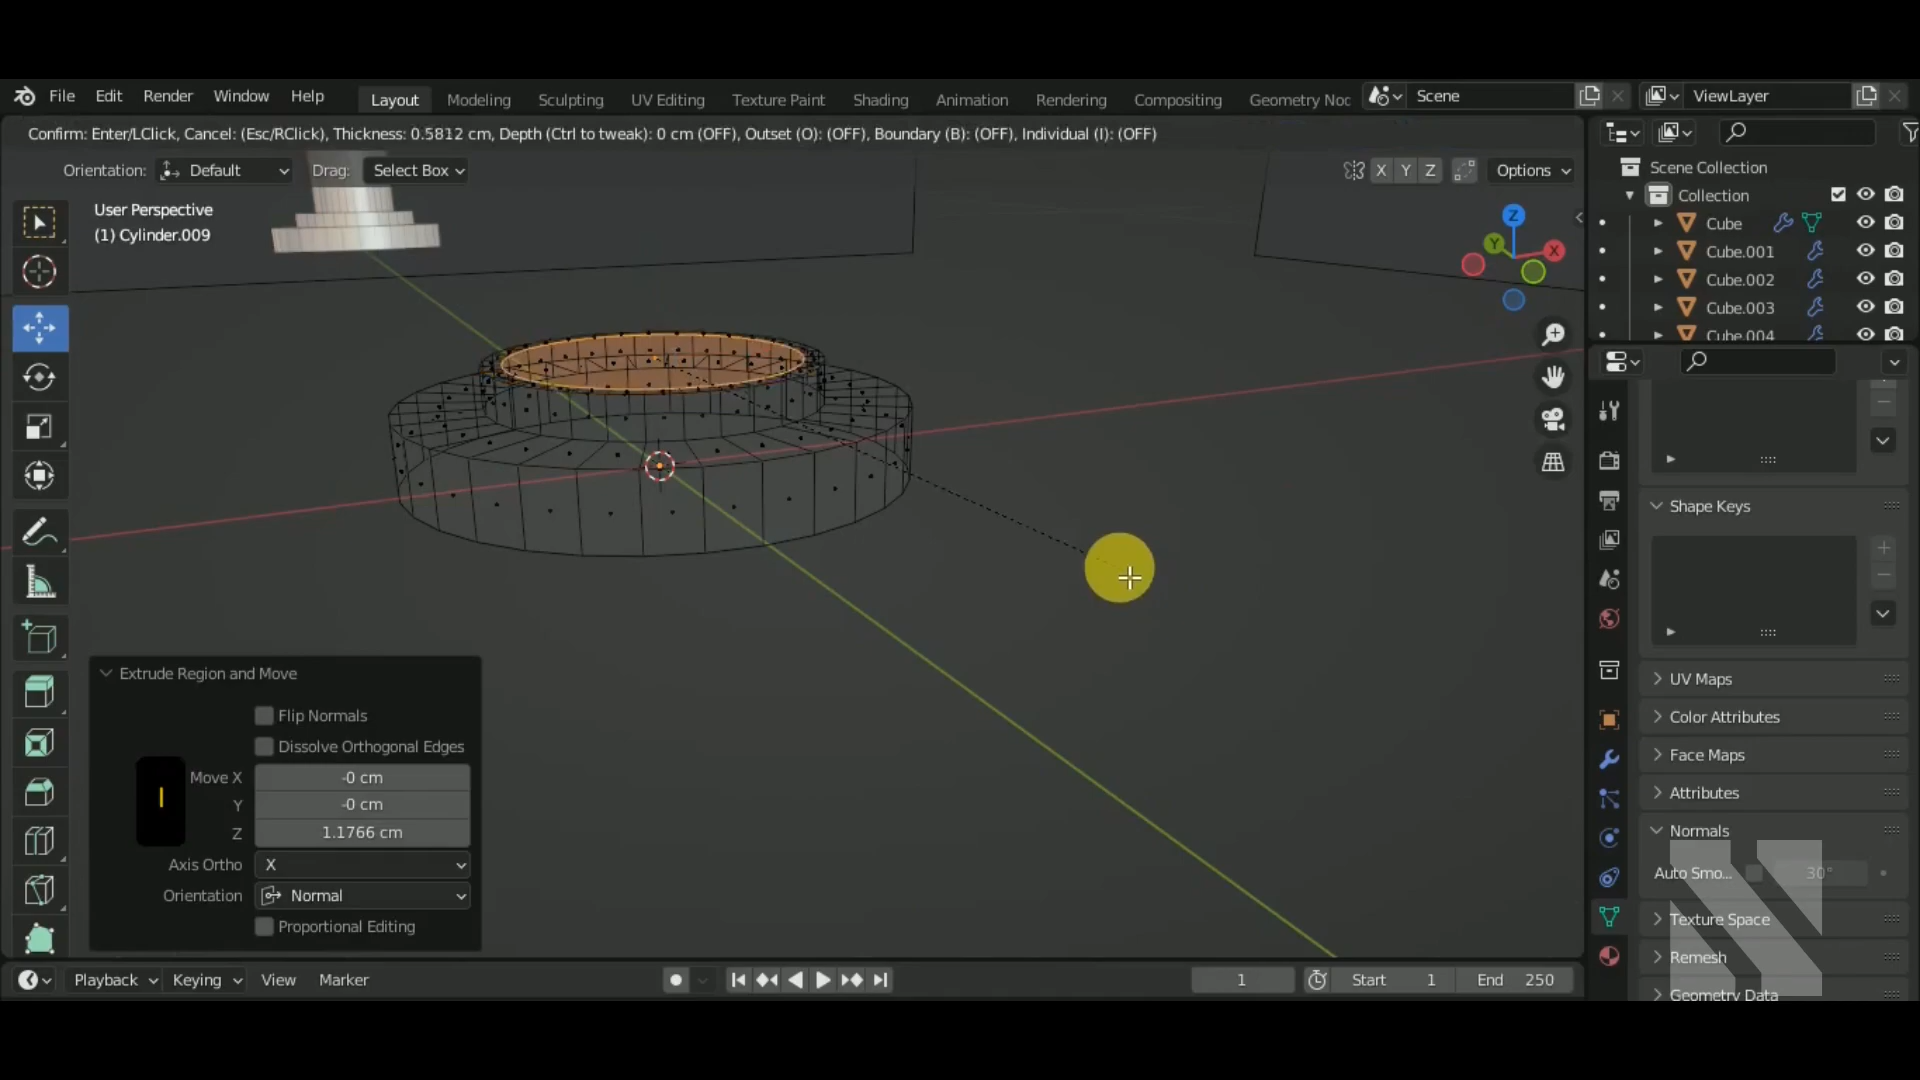 File Edit Render Window Help Layout Modeling Sculpting UV Editing Texture Paint Shading Animation Rendering Compositing Geometry Noc Scene ViewLayer
Confirm: Enter/LClick, Cancel: (Esc/RClick), Thickness: 0.5812 cm, Depth (Ctrl to tweak): 0 cm (OFF), Outset (O): (OFF), Boundary (B): (OFF), Individual (I): (OFF)
Orientation: Default Drag: Select Box X Y Z Options
User Perspective
(1) Cylinder.009
Z
Y X
Scene Collection
Collection
Cube
Cube.001
Cube.002
Cube.003
Cube.004
Shape Keys
UV Maps
Color Attributes
Face Maps
Attributes
Normals
Auto Smo... 30°
Texture Space
Remesh
Geometry Data
Extrude Region and Move
Flip Normals
Dissolve Orthogonal Edges
I
Move X -0 cm
Y -0 cm
Z 1.1766 cm
Axis Ortho X
Orientation Normal
Proportional Editing
Playback Keying View Marker 1 Start 1 End 250